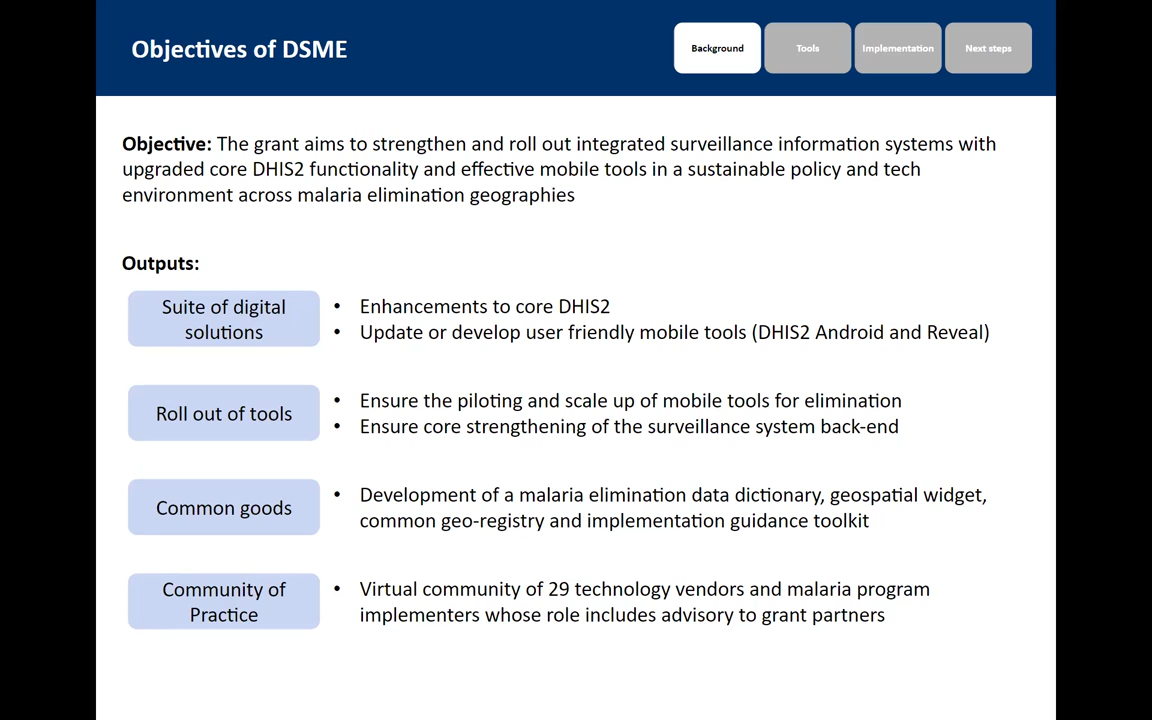 Objectives of DSME
Background
Tools
Implementation
Next steps
Objective: The grant aims to strengthen and roll out integrated surveillance information systems with
upgraded core DHIS2 functionality and effective mobile tools in a sustainable policy and tech
environment across malaria elimination geographies
Outputs:
Suite of digital
solutions
• Enhancements to core DHIS2
• Update or develop user friendly mobile tools (DHIS2 Android and Reveal)
Roll out of tools
• Ensure the piloting and scale up of mobile tools for elimination
• Ensure core strengthening of the surveillance system back-end
Common goods
• Development of a malaria elimination data dictionary, geospatial widget,
common geo-registry and implementation guidance toolkit
Community of
Practice
• Virtual community of 29 technology vendors and malaria program
implementers whose role includes advisory to grant partners